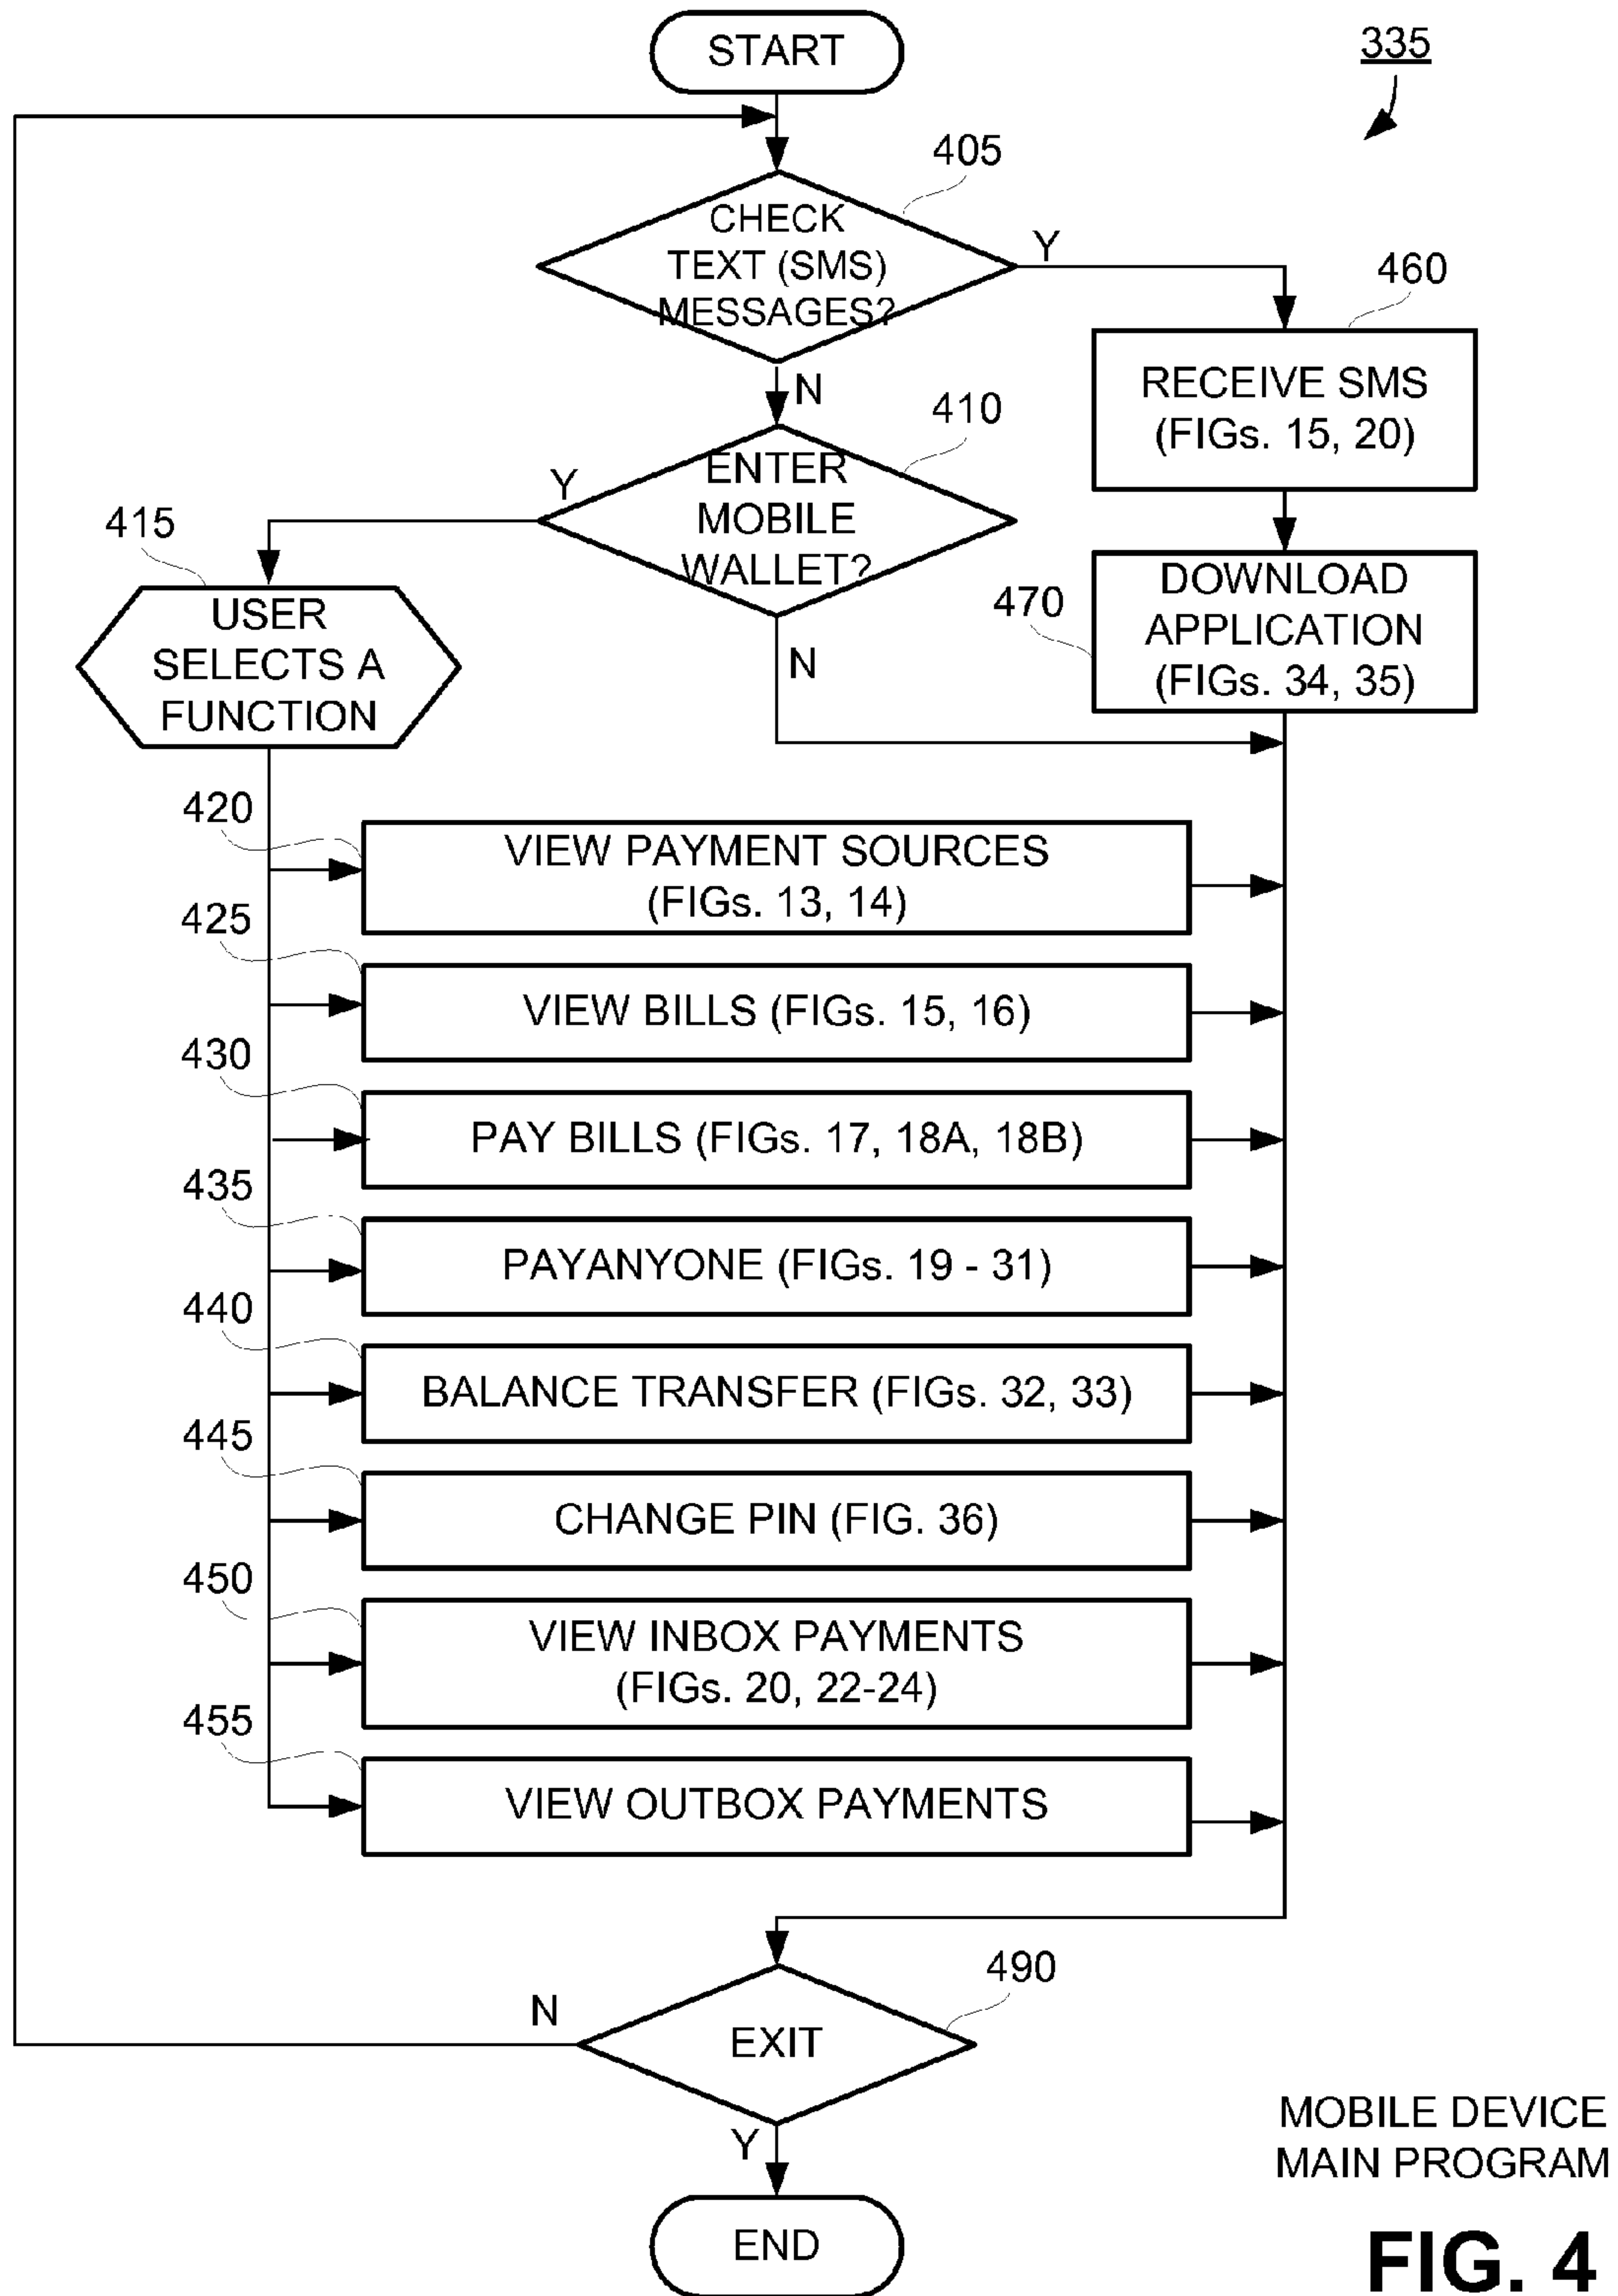 START
335
405
CHECK
TEXT (SMS)
MESSAGES?
Y
460
RECEIVE SMS
(FIGs. 15, 20)
N
410
ENTER
MOBILE
WALLET?
Y
415
USER
SELECTS A
FUNCTION
470
DOWNLOAD
APPLICATION
(FIGs. 34, 35)
N
420
VIEW PAYMENT SOURCES
(FIGs. 13, 14)
425
VIEW BILLS (FIGs. 15, 16)
430
PAY BILLS (FIGs. 17, 18A, 18B)
435
PAYANYONE (FIGs. 19 - 31)
440
BALANCE TRANSFER (FIGs. 32, 33)
445
CHANGE PIN (FIG. 36)
450
VIEW INBOX PAYMENTS
(FIGs. 20, 22-24)
455
VIEW OUTBOX PAYMENTS
490
N
EXIT
Y
END
MOBILE DEVICE
MAIN PROGRAM
FIG. 4